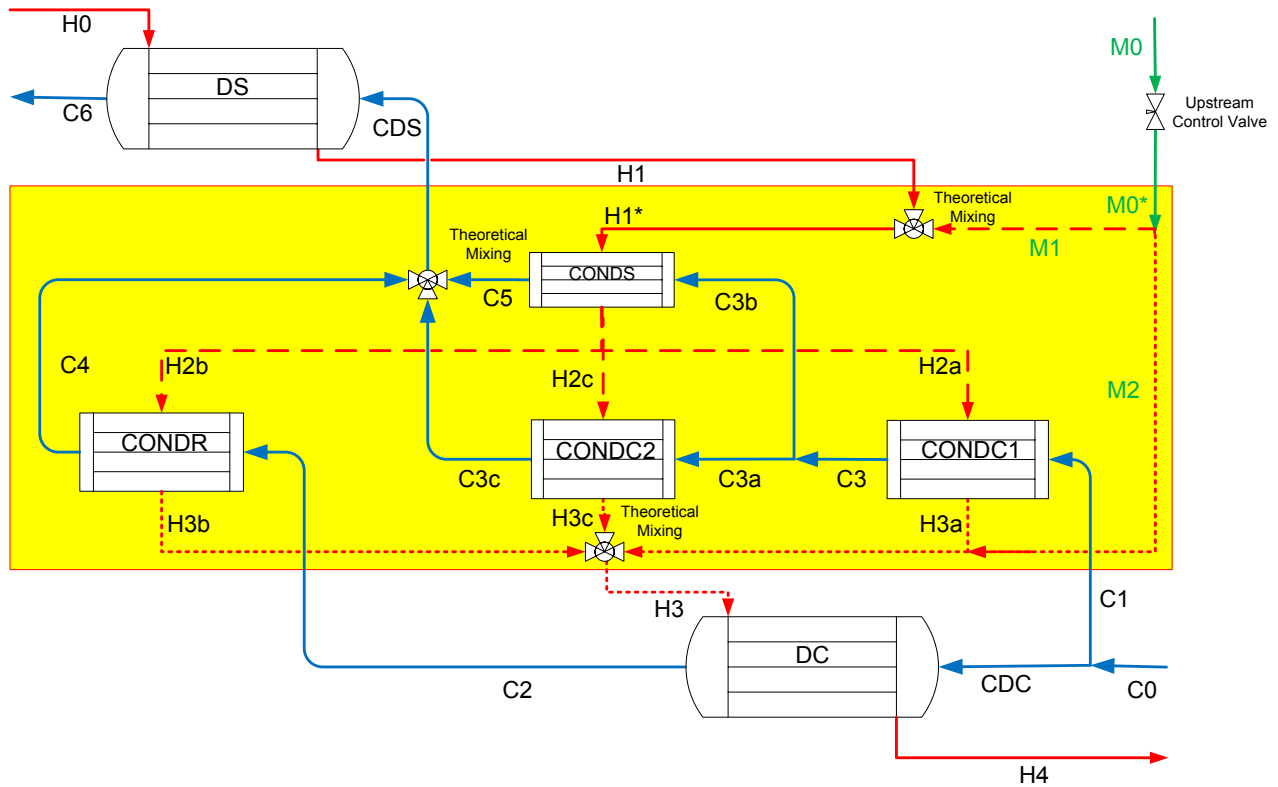 H0
M0
DS
C6
CDS
Upstream
Control Valve
H1
Theoretical
Mixing
M0*
H1*
Theoretical
Mixing
M1
CONDS
C5
C3b
C4
H2b
H2c
H2a
M2
CONDR
CONDC2
CONDC1
C3c
C3a
C3
H3b
H3c
Theoretical
Mixing
H3a
H3
C1
DC
C2
CDC
C0
H4